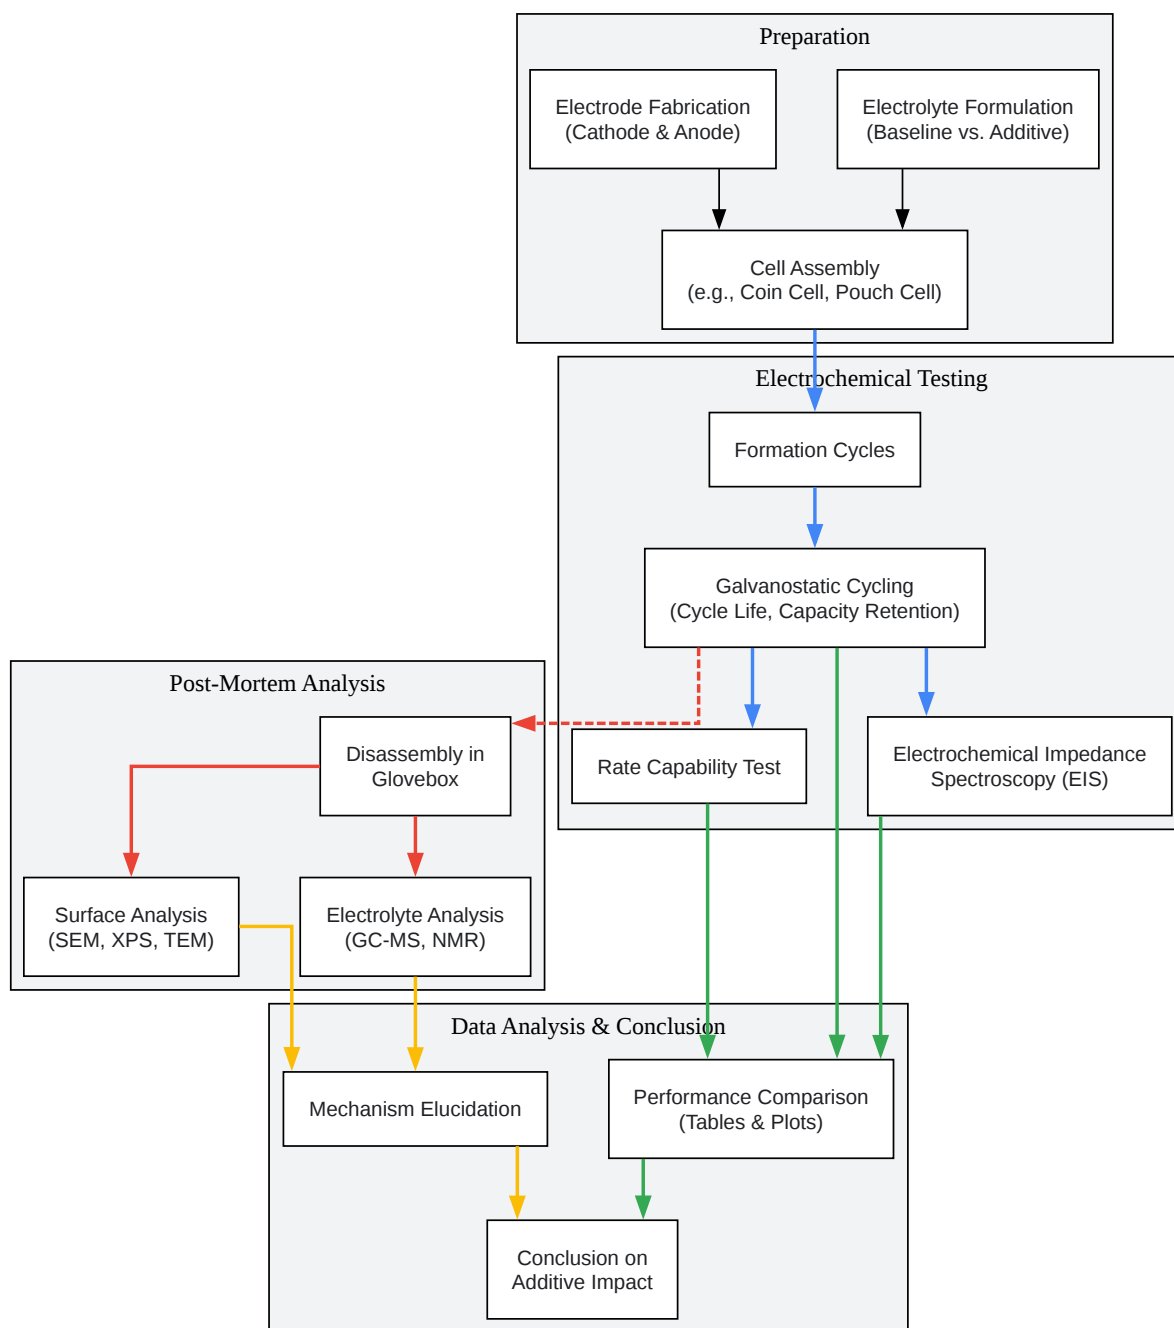 Preparation
Electrode Fabrication
(Cathode & Anode)
Electrolyte Formulation
(Baseline vs. Additive)
Cell Assembly
(e.g., Coin Cell, Pouch Cell)
Electrochemical Testing
Formation Cycles
Galvanostatic Cycling
(Cycle Life, Capacity Retention)
Rate Capability Test
Electrochemical Impedance
Spectroscopy (EIS)
Post-Mortem Analysis
Disassembly in
Glovebox
Surface Analysis
(SEM, XPS, TEM)
Electrolyte Analysis
(GC-MS, NMR)
Data Analysis & Conclusion
Mechanism Elucidation
Performance Comparison
(Tables & Plots)
Conclusion on
Additive Impact